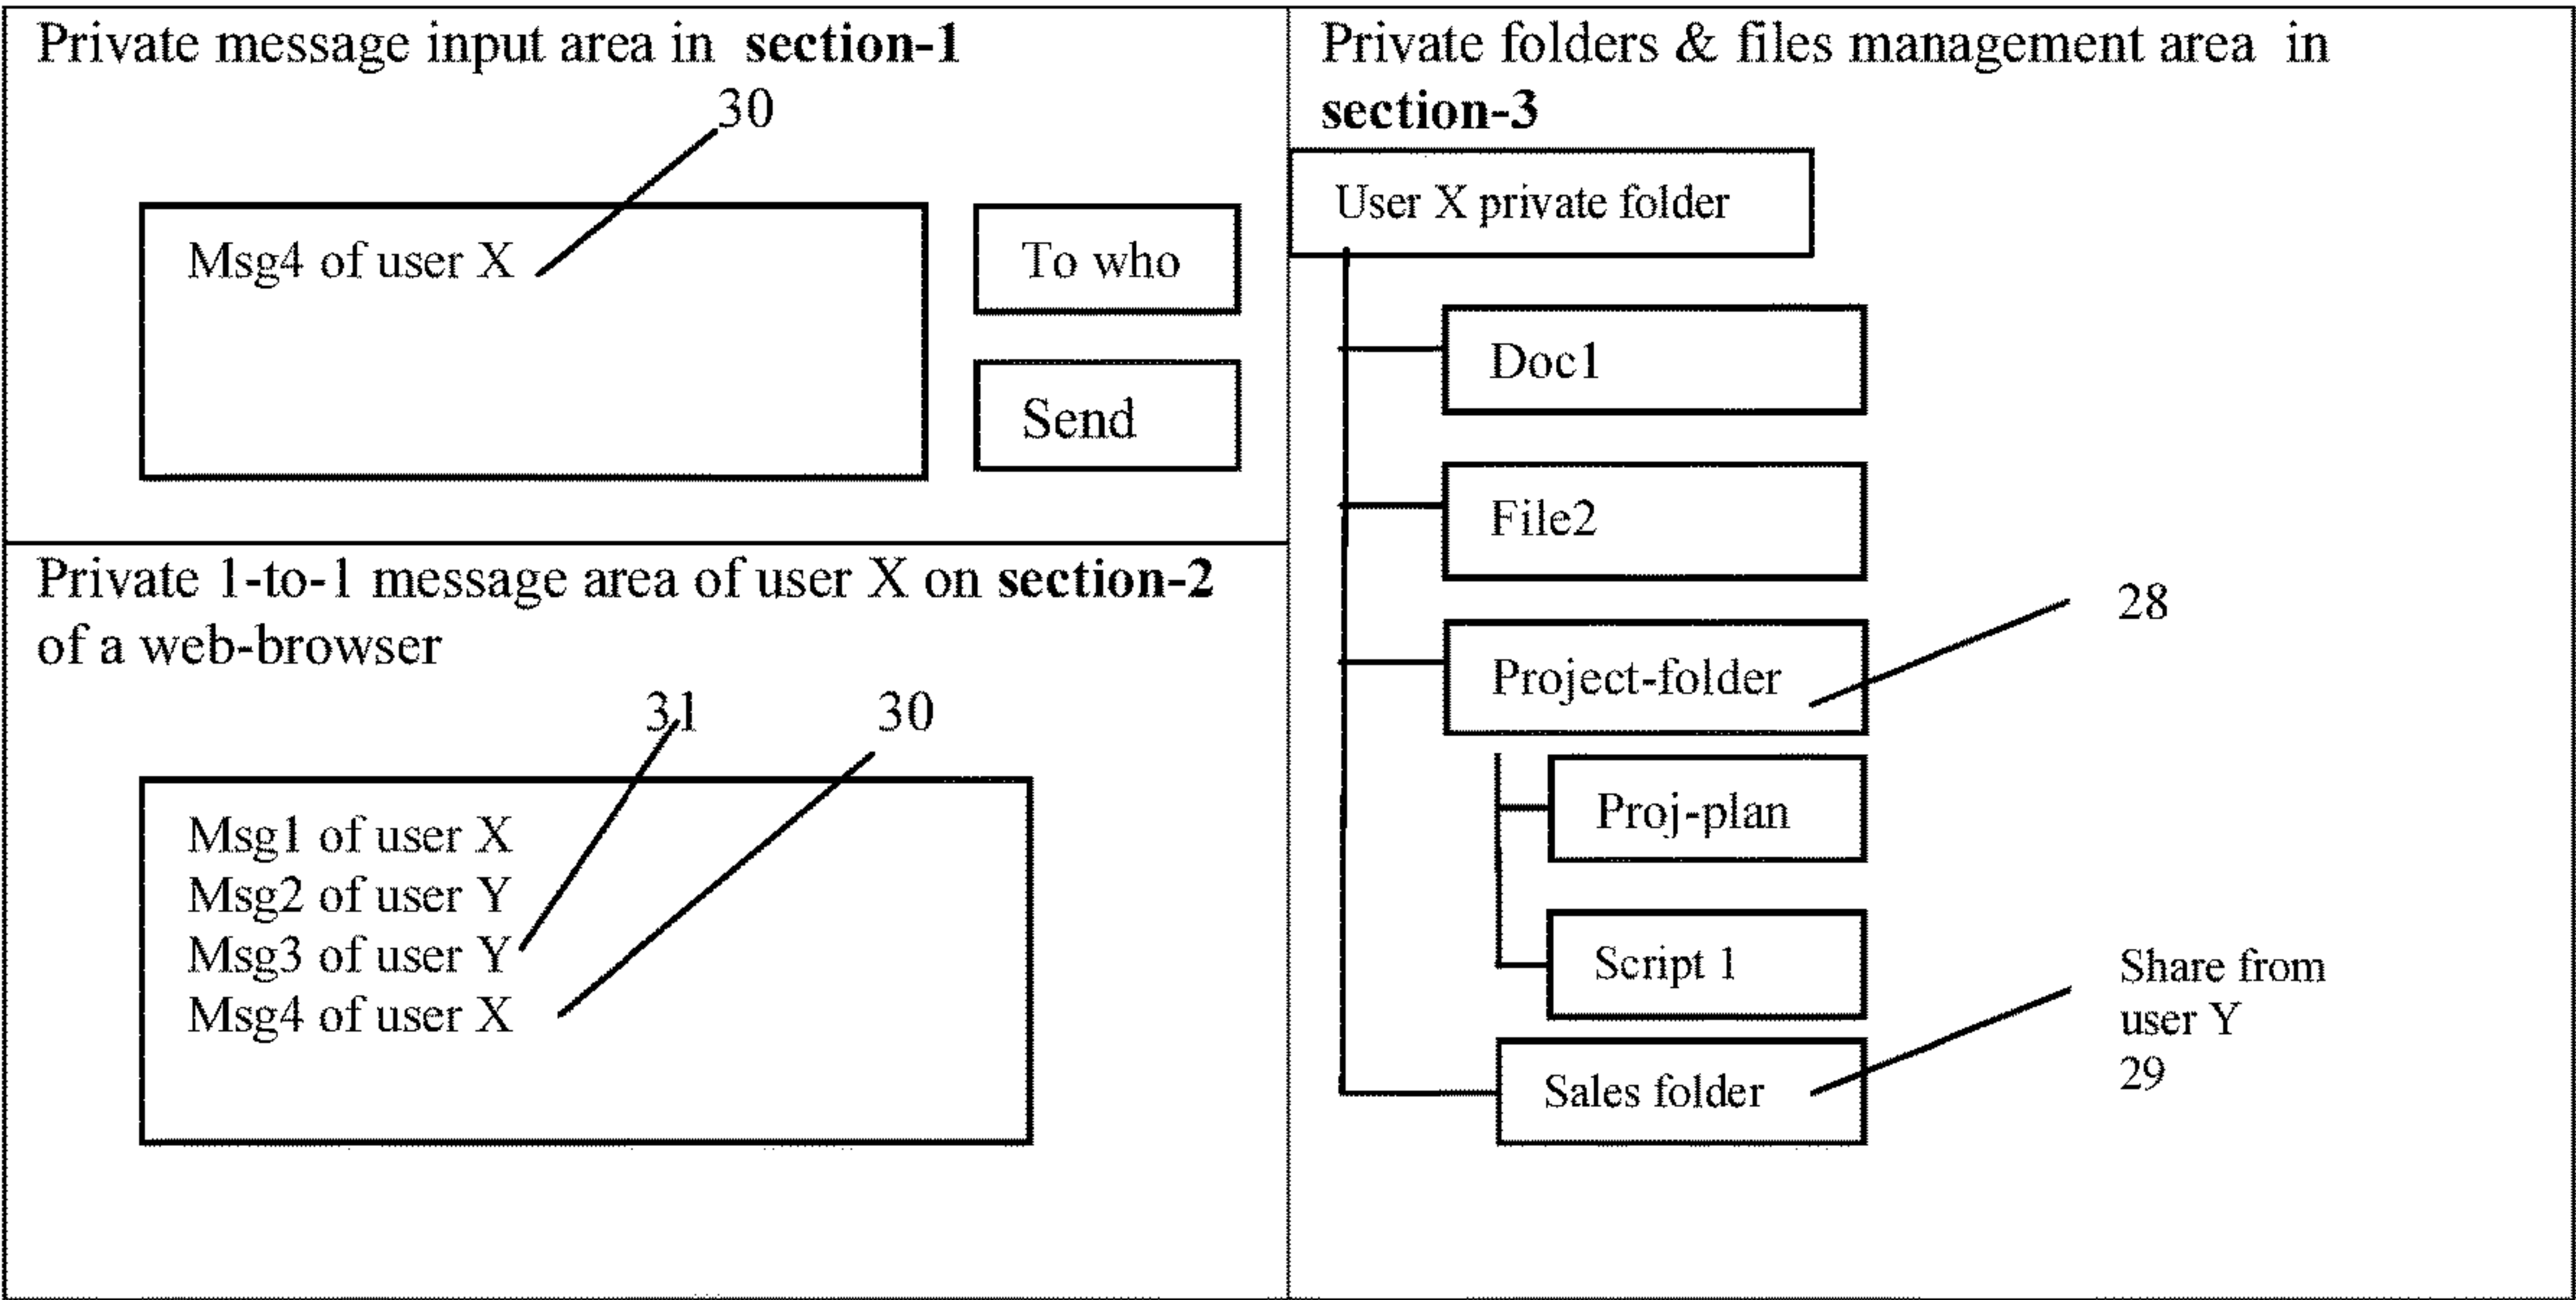 Private message input area in section-1
30
Msg4 of user X
To who
Send
Private 1-to-1 message area of user X on section-2
of a web-browser
31
30
Msg1 of user X
Msg2 of user Y
Msg3 of user Y
Msg4 of user X
Private folders & files management area in
section-3
User X private folder
Doc1
File2
Project-folder
28
Proj-plan
Script 1
Sales folder
Share from
user Y
29